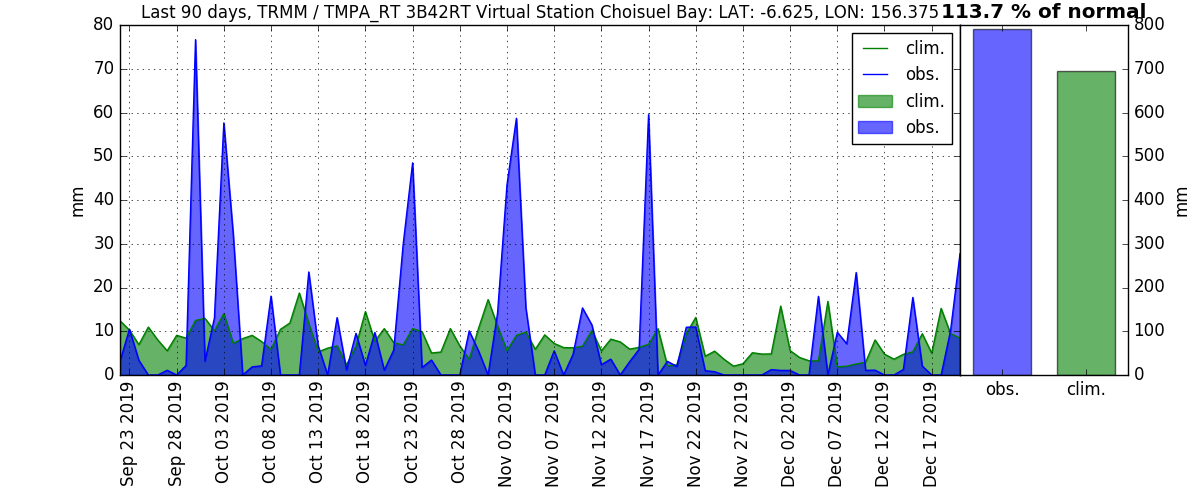 Last 90 days, TRMM / TMPA_RT 3B42RT Virtual Station Choisuel Bay: LAT: -6.625, LON: 156.375
113.7 % of normal
80
70
60
50
40
30
20
10
0
mm
clim.
obs.
clim.
obs.
Sep 23 2019
Sep 28 2019
Oct 03 2019
Oct 08 2019
Oct 13 2019
Oct 18 2019
Oct 23 2019
Oct 28 2019
Nov 02 2019
Nov 07 2019
Nov 12 2019
Nov 17 2019
Nov 22 2019
Nov 27 2019
Dec 02 2019
Dec 07 2019
Dec 12 2019
Dec 17 2019
800
700
600
500
400
300
200
100
0
mm
obs.
clim.